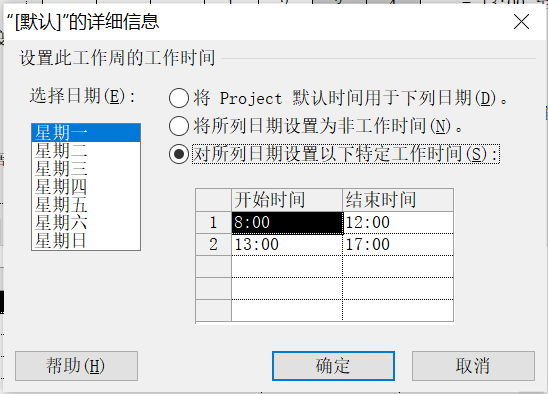 “[默认]”的详细信息
设置此工作周的工作时间
选择日期(E):
将 Project 默认时间用于下列日期(D)。
将所列日期设置为非工作时间(N)。
对所列日期设置以下特定工作时间(S):
星期一
星期二
星期三
星期四
星期五
星期六
星期日
开始时间 结束时间
1 8:00 12:00
2 13:00 17:00
帮助(H) 确定 取消